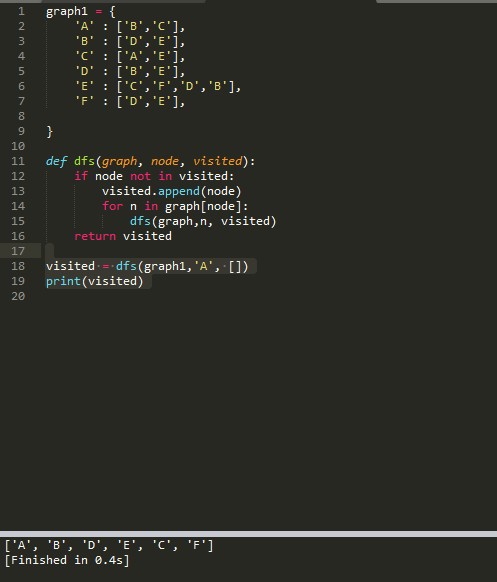 1 graph1 = {
2 'A' : ['B','C'],
3 'B' : ['D','E'],
4 'C' : ['A','E'],
5 'D' : ['B','E'],
6 'E' : ['C','F','D','B'],
7 'F' : ['D','E'],
8
9 }
10
11 def dfs(graph, node, visited):
12 if node not in visited:
13 visited.append(node)
14 for n in graph[node]:
15 dfs(graph,n, visited)
16 return visited
17
18 visited = dfs(graph1,'A', [])
19 print(visited)
20
['A', 'B', 'D', 'E', 'C', 'F']
[Finished in 0.4s]